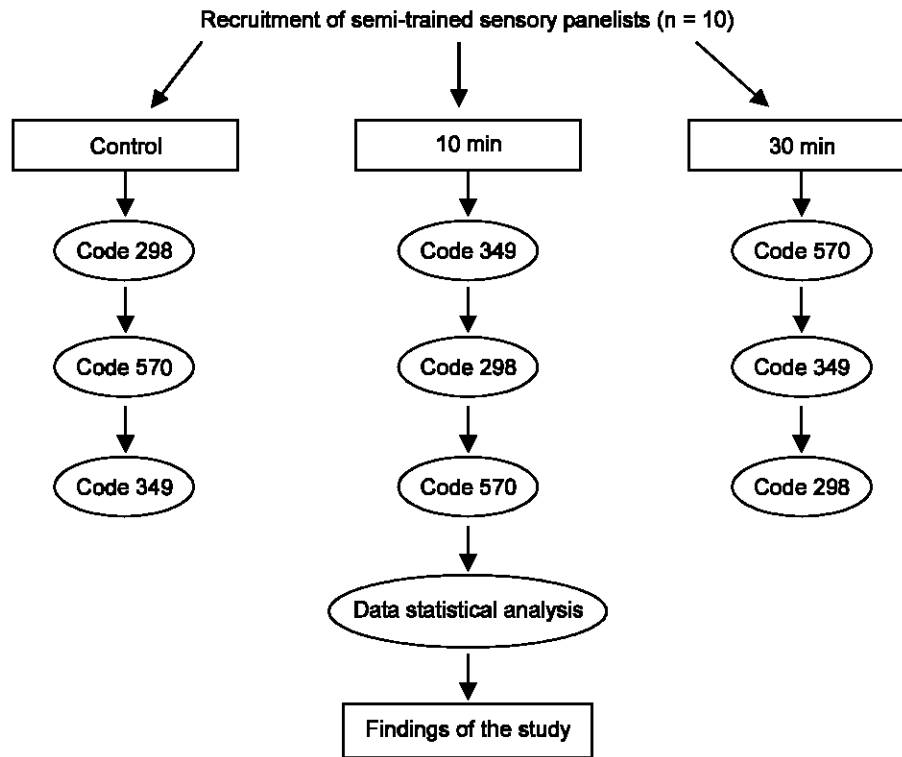 Recruitment of semi-trained sensory panelists (n = 10)
Control
10 min
30 min
Code 298
Code 349
Code 570
Code 570
Code 298
Code 349
Code 349
Code 570
Code 298
Data statistical analysis
Findings of the study